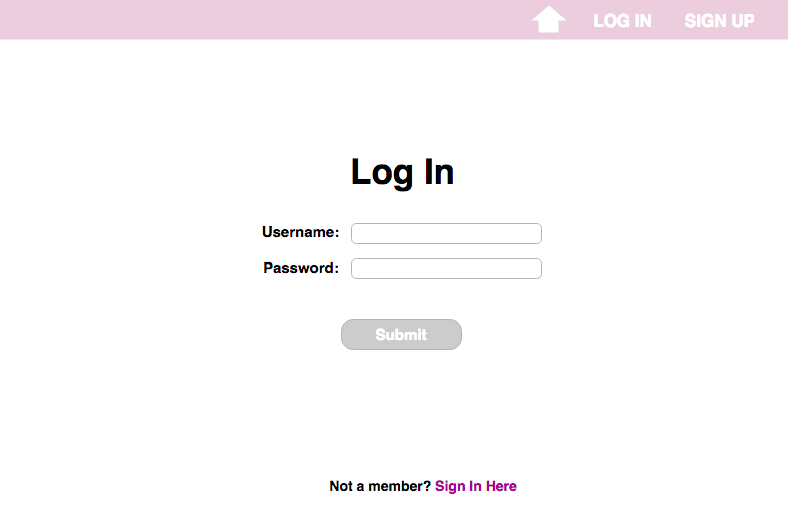 LOG IN SIGN UP
Log In
Username:
Password:
Submit
Not a member? Sign In Here